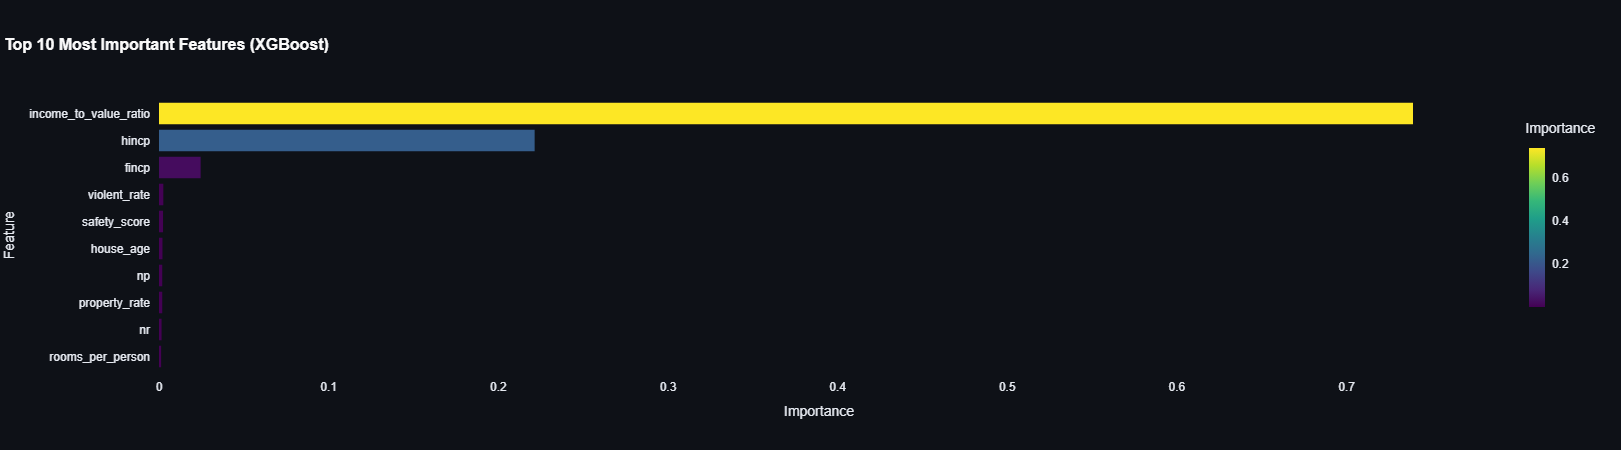 Top 10 Most Important Features (XGBoost)
Feature
income_to_value_ratio
hincp
fincp
violent_rate
safety_score
house_age
np
property_rate
nr
rooms_per_person
0 0.1 0.2 0.3 0.4 0.5 0.6 0.7
Importance
Importance
0.6
0.4
0.2